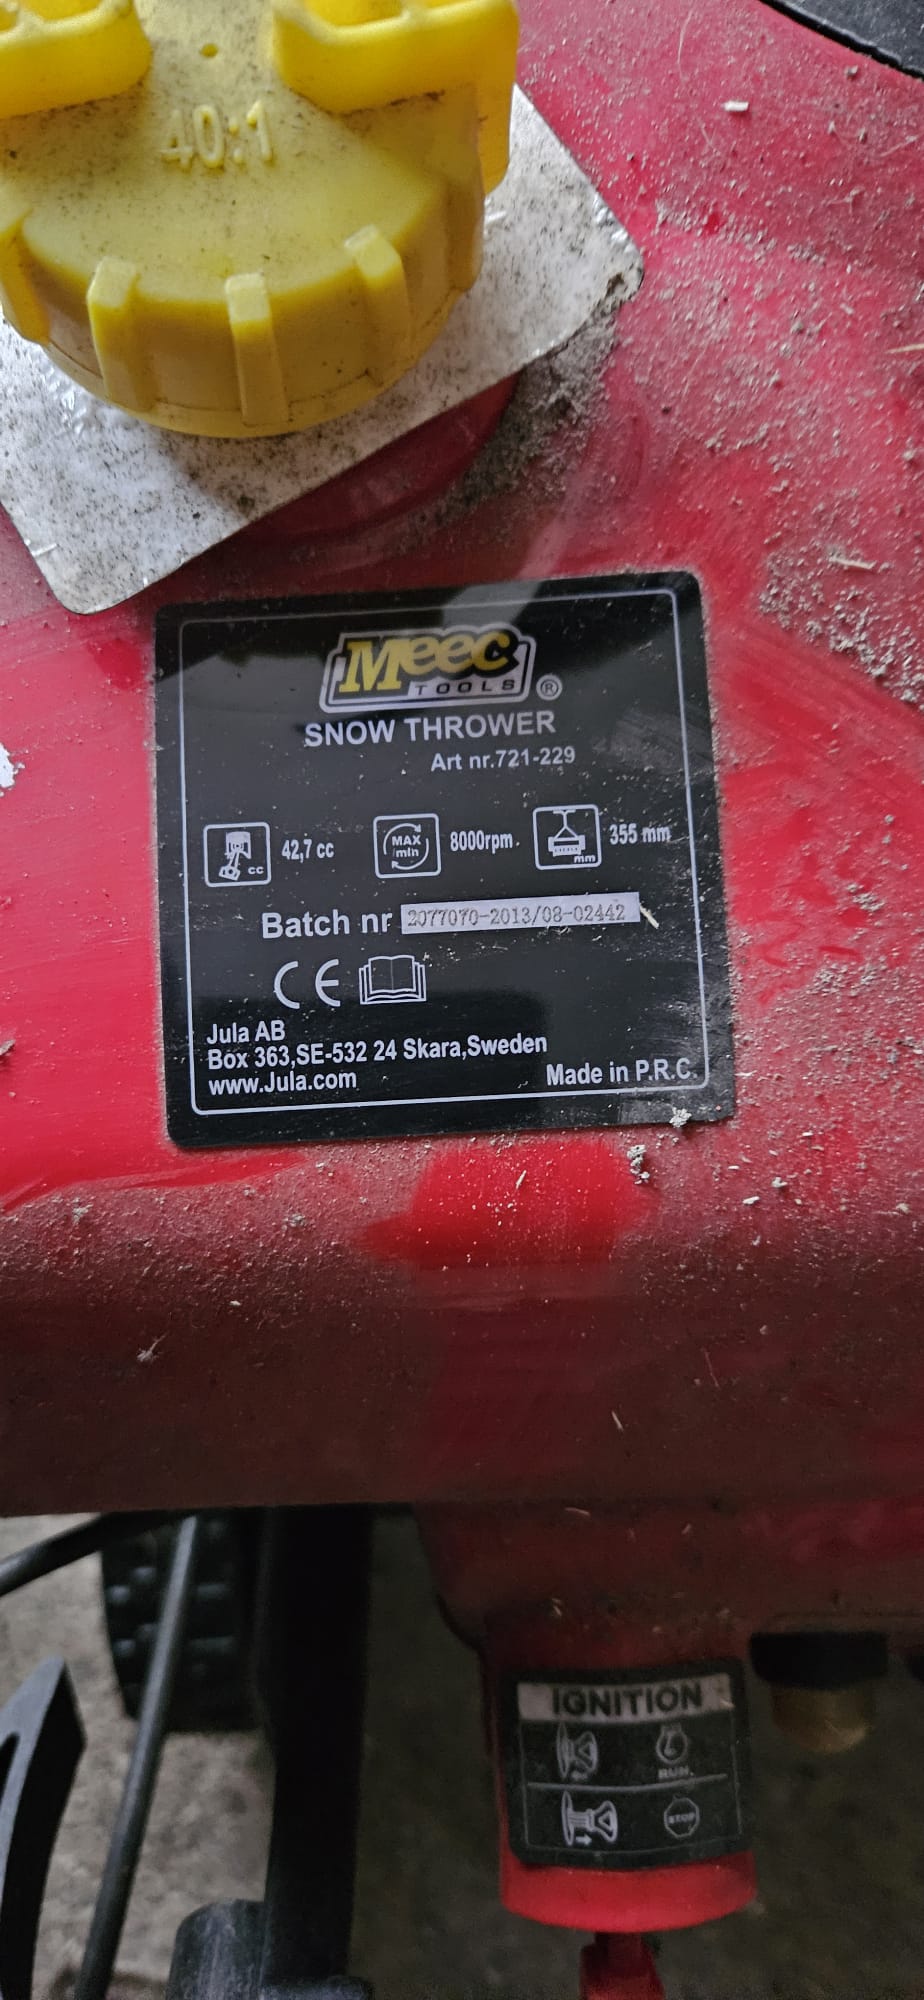 40:1
Meec
TOOLS ®
SNOW THROWER
Art nr.721-229
cc 42,7 cc MAX min 8000rpm. mm 355 mm
Batch nr 2077070-2013/08-02442
CE
Jula AB
Box 363,SE-532 24 Skara,Sweden
www.Jula.com Made in P.R.C.
IGNITION
RUN.
STOP